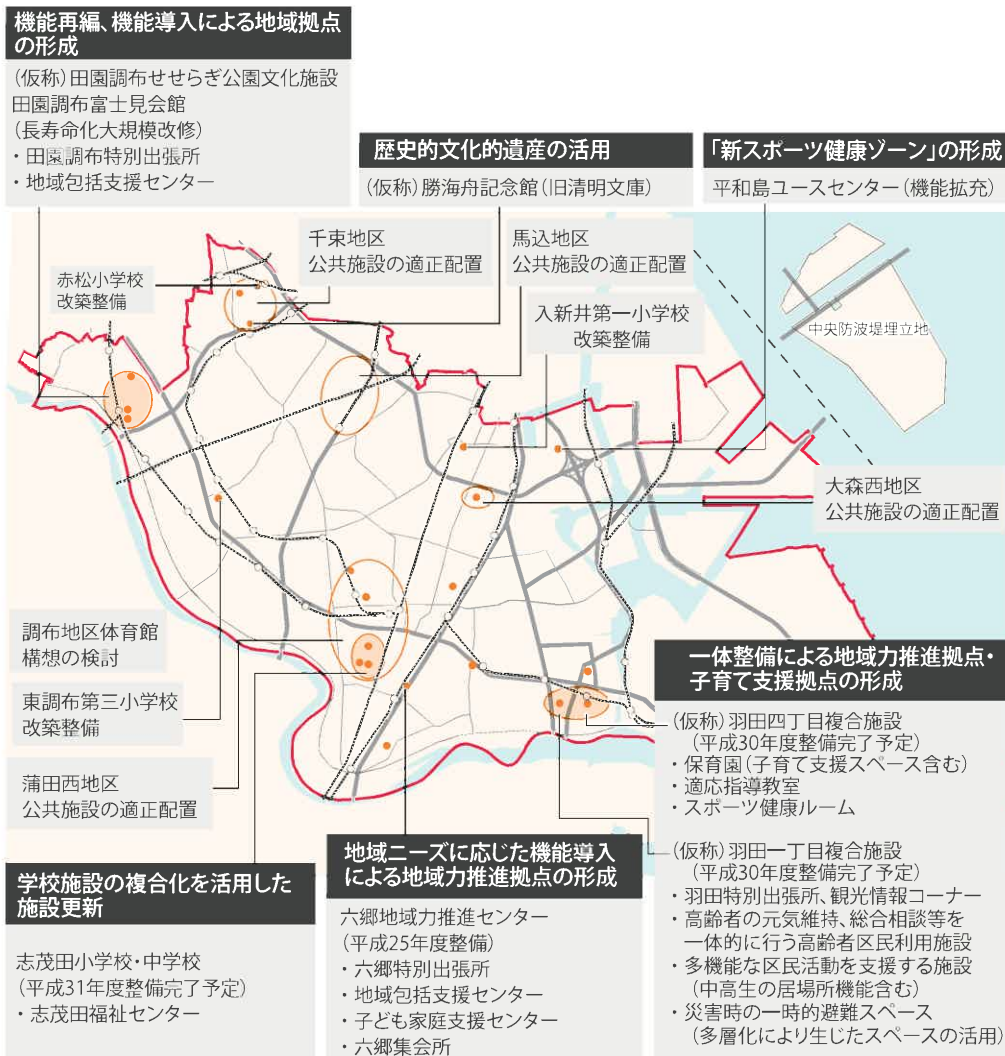 機能再編、機能導入による地域拠点
の形成
(仮称)田園調布せせらぎ公園文化施設
田園調布富士見会館
(長寿命化大規模改修)
・田園調布特別出張所
・地域包括支援センター
歴史的文化的遺産の活用
(仮称)勝海舟記念館(旧清明文庫)
「新スポーツ健康ゾーン」の形成
平和島ユースセンター(機能拡充)
千束地区
公共施設の適正配置
馬込地区
公共施設の適正配置
赤松小学校
改築整備
入新井第一小学校
改築整備
中央防波堤埋立地
大森西地区
公共施設の適正配置
調布地区体育館
構想の検討
東調布第三小学校
改築整備
蒲田西地区
公共施設の適正配置
学校施設の複合化を活用した
施設更新
志茂田小学校・中学校
(平成31年度整備完了予定)
・志茂田福祉センター
地域ニーズに応じた機能導入
による地域力推進拠点の形成
六郷地域力推進センター
(平成25年度整備)
・六郷特別出張所
・地域包括支援センター
・子ども家庭支援センター
・六郷集会所
一体整備による地域力推進拠点・
子育て支援拠点の形成
(仮称)羽田四丁目複合施設
(平成30年度整備完了予定)
・保育園(子育て支援スペース含む)
・適応指導教室
・スポーツ健康ルーム
(仮称)羽田一丁目複合施設
(平成30年度整備完了予定)
・羽田特別出張所、観光情報コーナー
・高齢者の元気維持、総合相談等を
一体的に行う高齢者区民利用施設
・多機能な区民活動を支援する施設
(中高生の居場所機能含む)
・災害時の一時的避難スペース
(多層化により生じたスペースの活用)